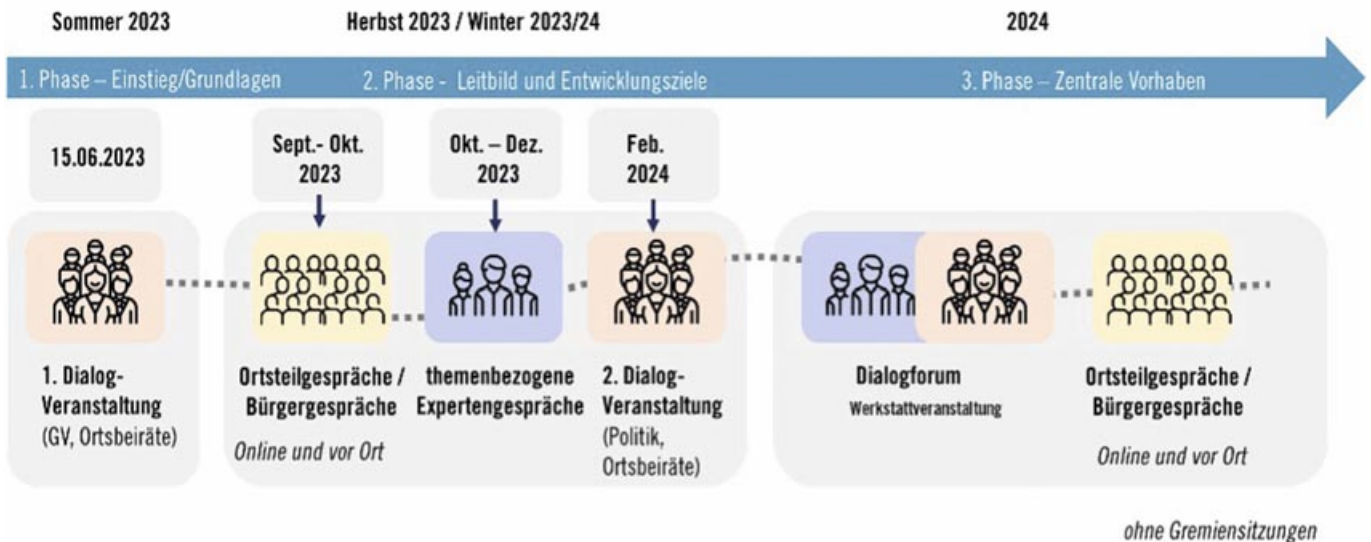 Sommer 2023
Herbst 2023 / Winter 2023/24
2024
1. Phase – Einstieg/Grundlagen
2. Phase - Leitbild und Entwicklungsziele
3. Phase – Zentrale Vorhaben
15.06.2023
Sept.- Okt.
2023
Okt. – Dez.
2023
Feb.
2024
1. Dialog-
Veranstaltung
(GV, Ortsbeiräte)
Ortsteilgespräche /
Bürgergespräche
Online und vor Ort
themenbezogene
Expertengespräche
2. Dialog-
Veranstaltung
(Politik,
Ortsbeiräte)
Dialogforum
Werkstattveranstaltung
Ortsteilgespräche /
Bürgergespräche
Online und vor Ort
ohne Gremiensitzungen